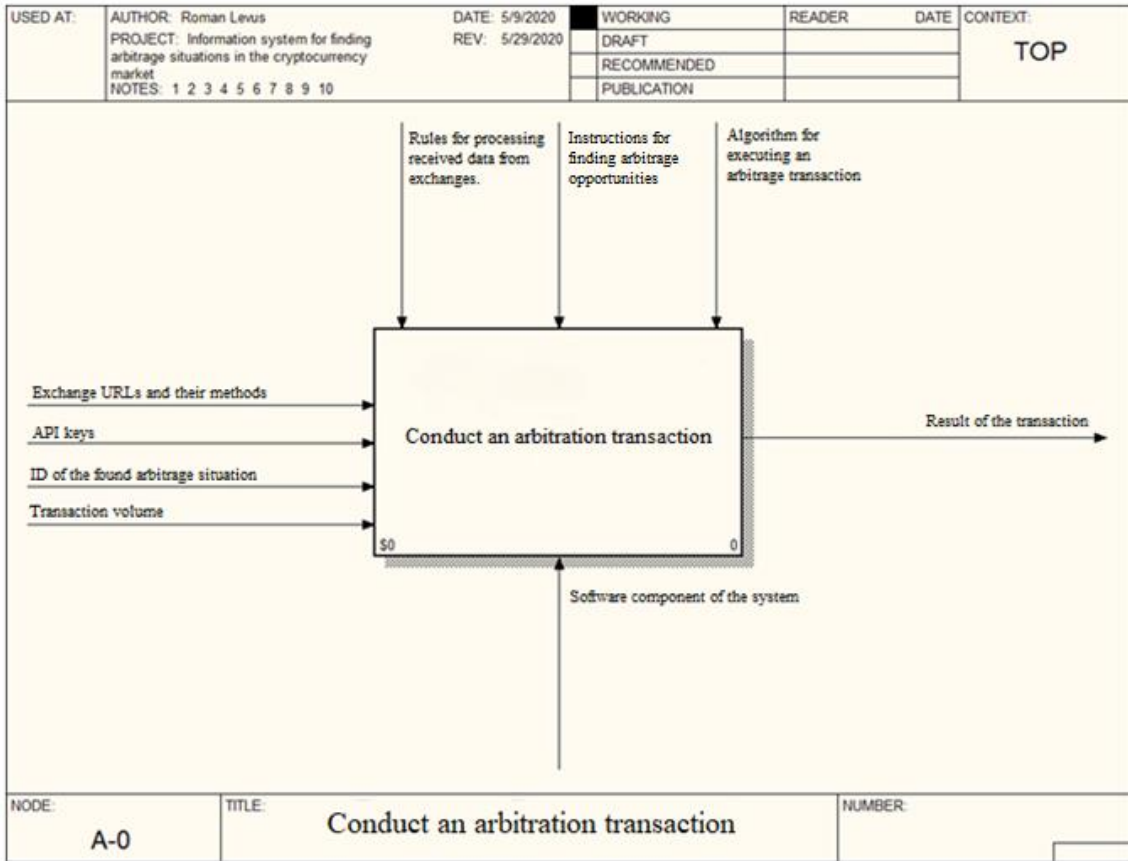 USED AT:
AUTHOR: Roman Levus
DATE: 5/9/2020
PROJECT: Information system for finding
arbitrage situations in the cryptocurrency
market
REV: 5/29/2020
NOTES: 1 2 3 4 5 6 7 8 9 10
WORKING
DRAFT
RECOMMENDED
PUBLICATION
READER DATE
CONTEXT:
TOP
Rules for processing
received data from
exchanges.
Instructions for
finding arbitrage
opportunities
Algorithm for
executing an
arbitrage transaction
Exchange URLs and their methods
API keys
ID of the found arbitrage situation
Transaction volume
Conduct an arbitration transaction
$0 0
Result of the transaction
Software component of the system
NODE:
A-0
TITLE:
Conduct an arbitration transaction
NUMBER: